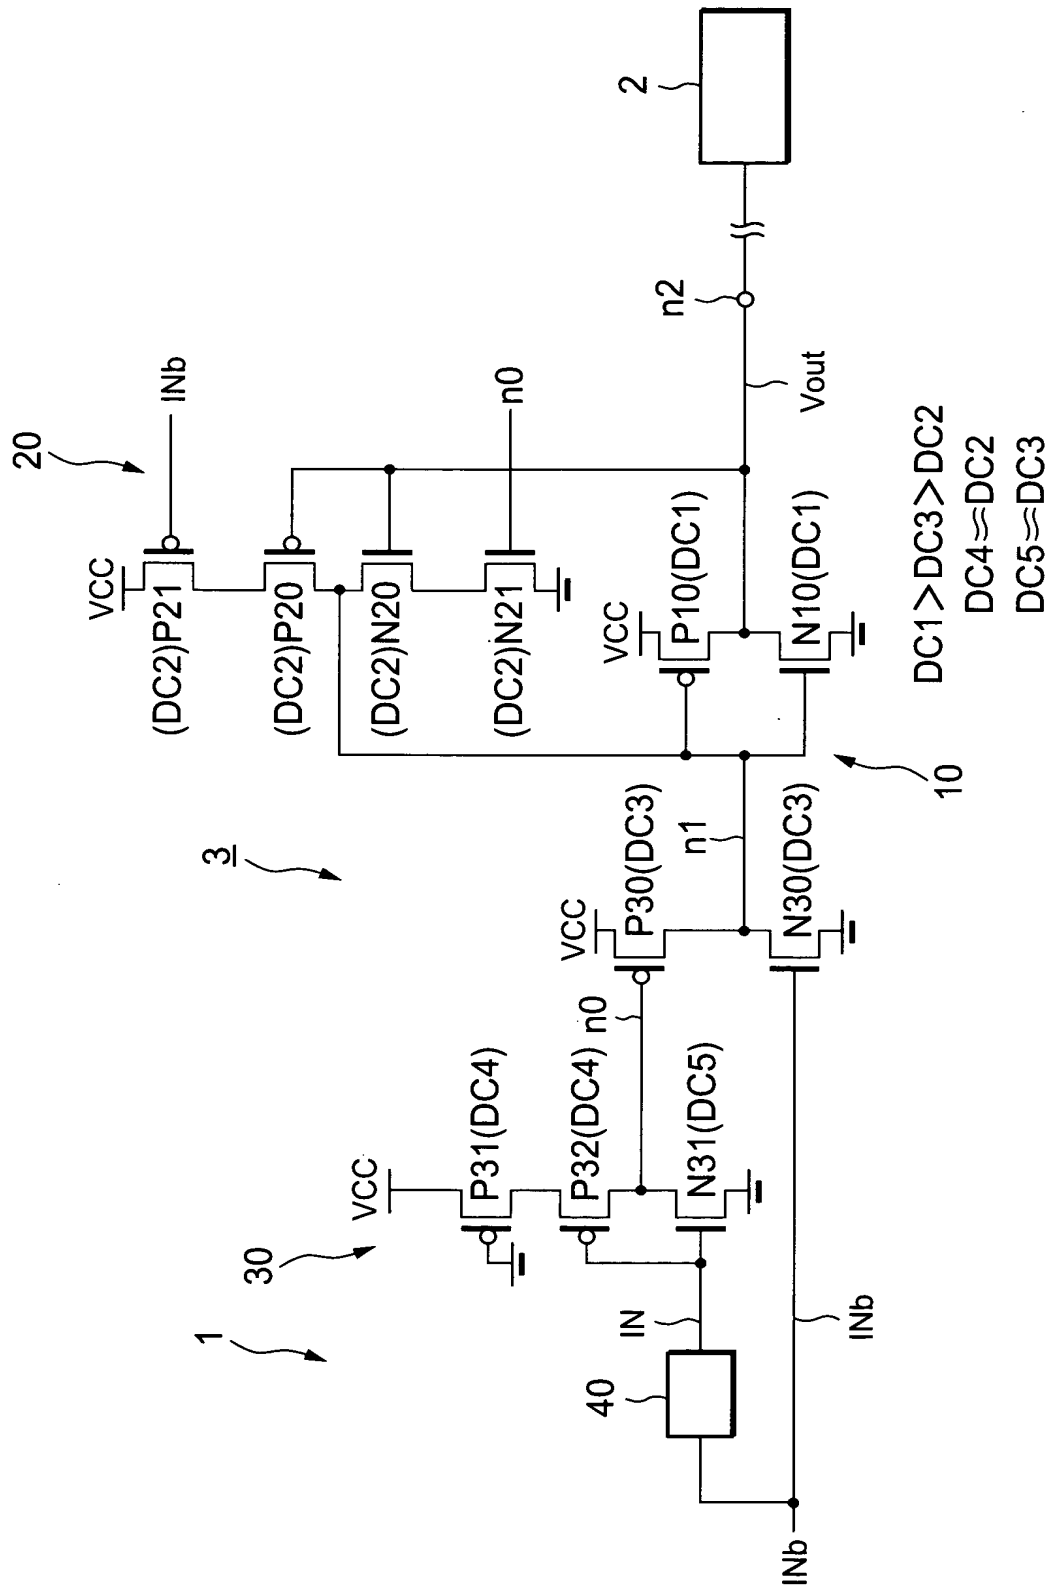 1
3
30
20
VCC
P31(DC4)
P32(DC4)
N31(DC5)
n0
VCC
P30(DC3)
N30(DC3)
n1
VCC
(DC2)P21
(DC2)P20
(DC2)N20
(DC2)N21
INb
n0
VCC
P10(DC1)
N10(DC1)
10
Vout
n2
2
40
IN
INb
INb
DC1>DC3>DC2
DC4≈DC2
DC5≈DC3